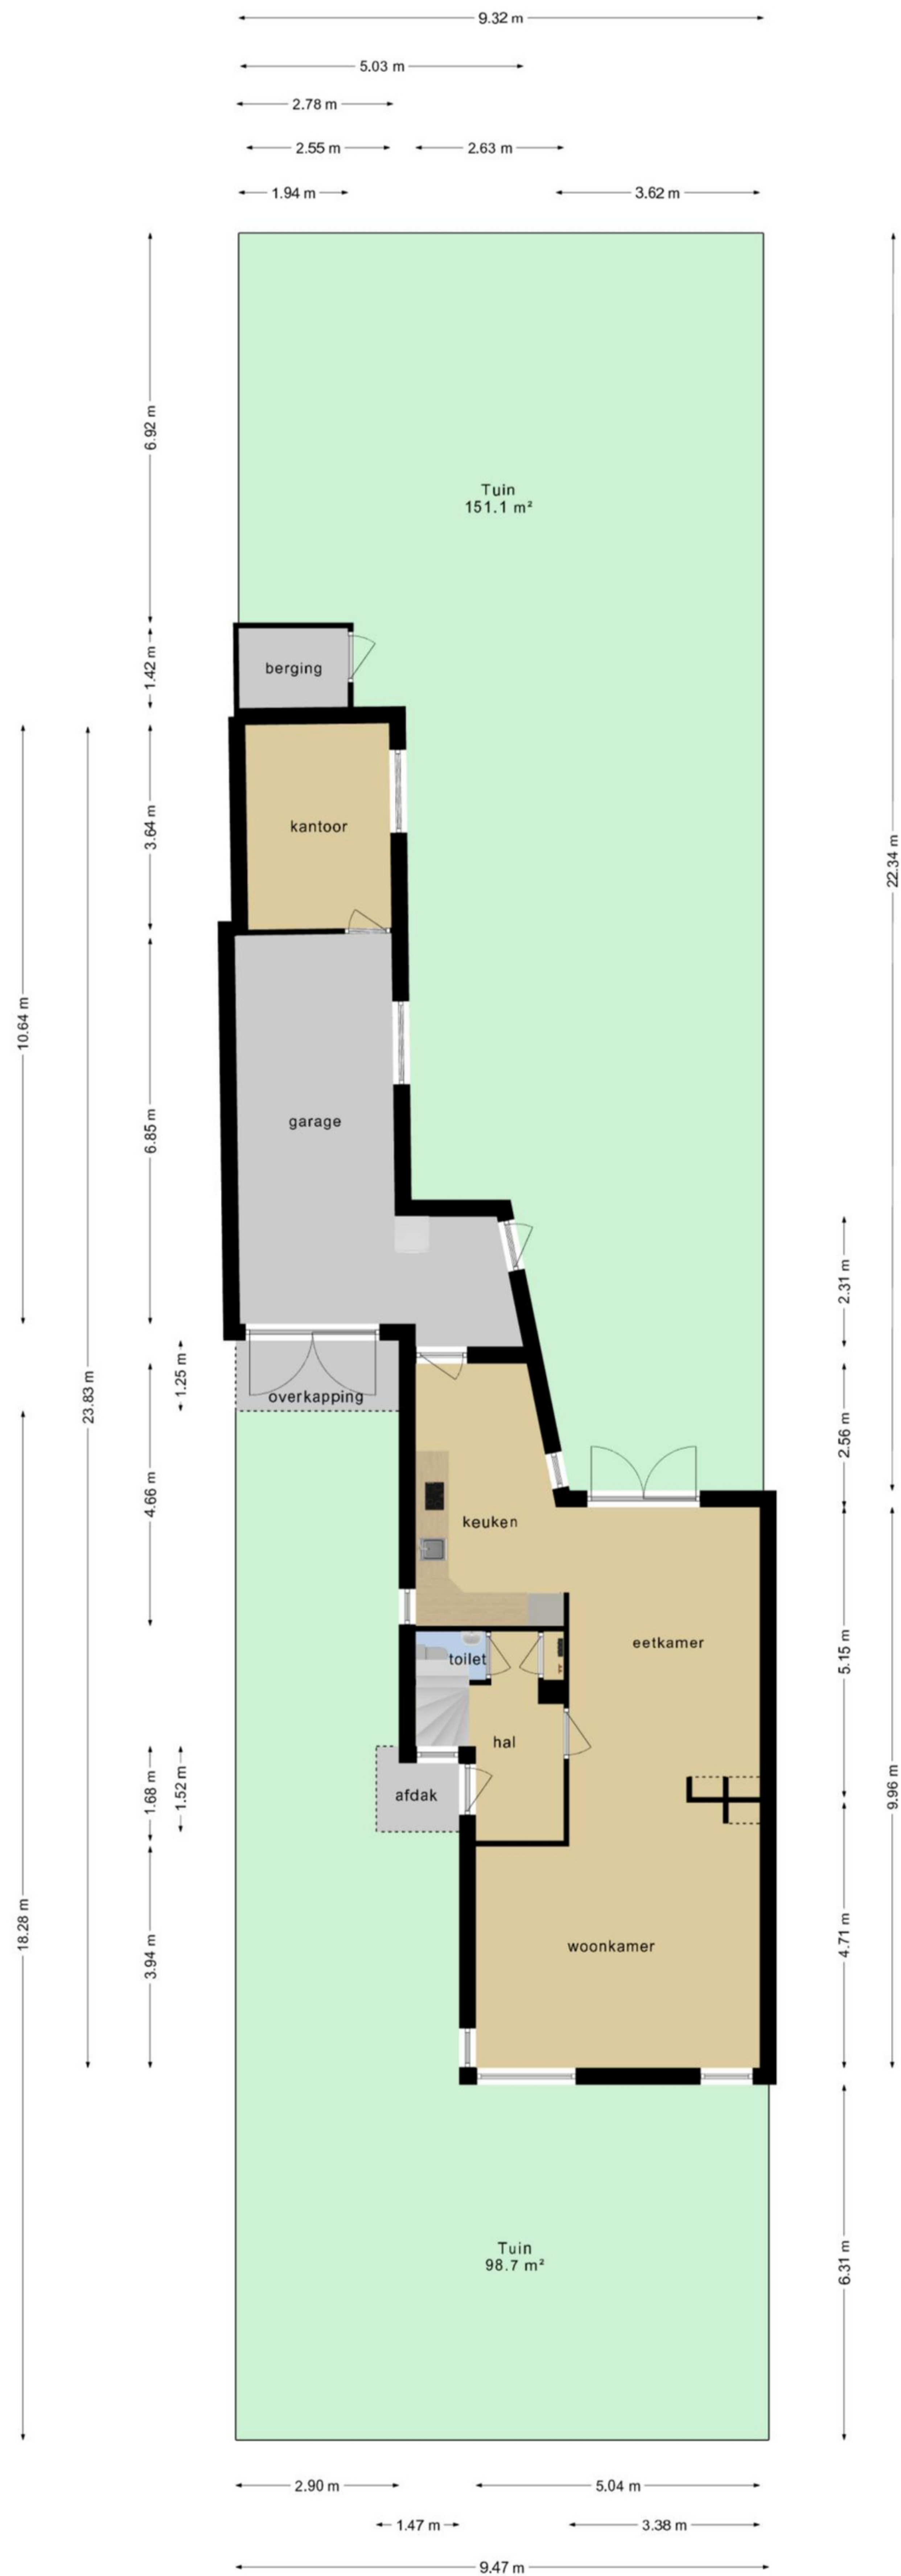 9.32 m
5.03 m
2.78 m
2.55 m
2.63 m
1.94 m
3.62 m
6.92 m
Tuin
151.1 m²
berging
1.42 m
kantoor
3.64 m
22.34 m
10.64 m
garage
6.85 m
2.31 m
overkapping
1.25 m
23.83 m
2.56 m
4.66 m
keuken
eetkamer
5.15 m
toilet
hal
afdak
1.68 m
1.52 m
9.96 m
18.28 m
3.94 m
woonkamer
4.71 m
Tuin
98.7 m²
6.31 m
2.90 m
5.04 m
1.47 m
3.38 m
9.47 m